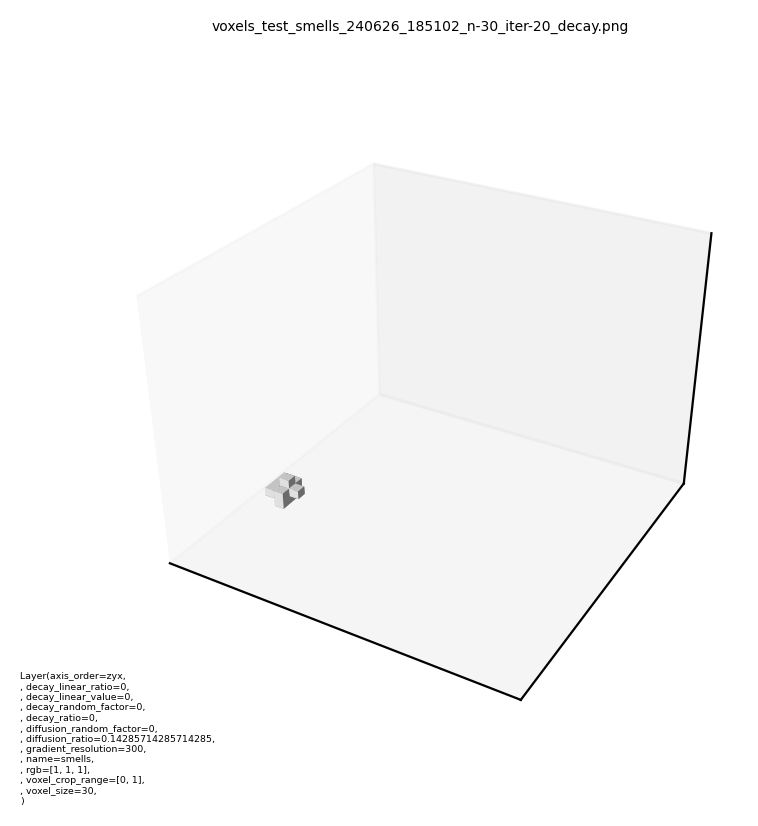 voxels_test_smells_240626_185102_n-30_iter-20_decay.png
Layer(axis_order=zyx,
, decay_linear_ratio=0,
, decay_linear_value=0,
, decay_random_factor=0,
, decay_ratio=0,
, diffusion_random_factor=0,
, diffusion_ratio=0.14285714285714285,
, gradient_resolution=300,
, name=smells,
, rgb=[1, 1, 1],
, voxel_crop_range=[0, 1],
, voxel_size=30,
)